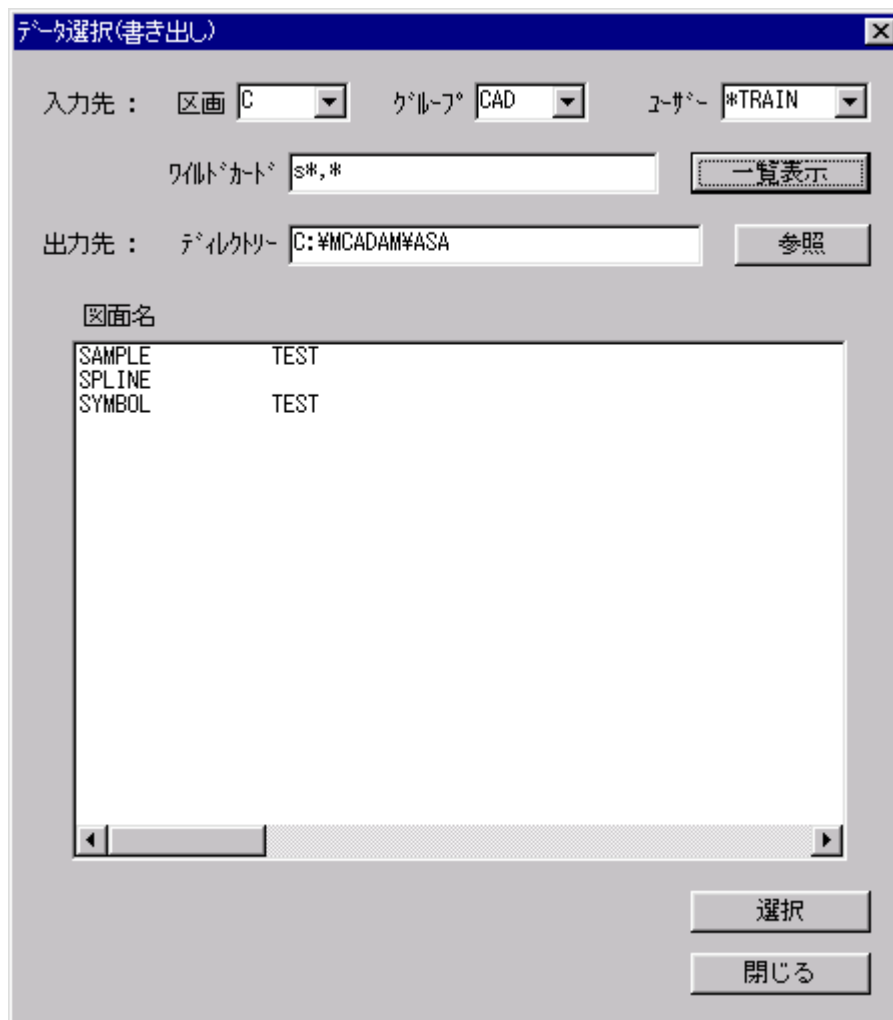 ﾃﾞｰﾀ選択(書き出し)
入力先： 区画 C ｸﾞﾙｰﾌﾟ CAD ﾕｰｻﾞｰ *TRAIN
ﾜｲﾙﾄﾞｶｰﾄﾞ s*,* 一覧表示
出力先： ﾃﾞｨﾚｸﾄﾘｰ C:¥MCADAM¥ASA 参照
図面名
SAMPLE TEST
SPLINE
SYMBOL TEST
選択
閉じる